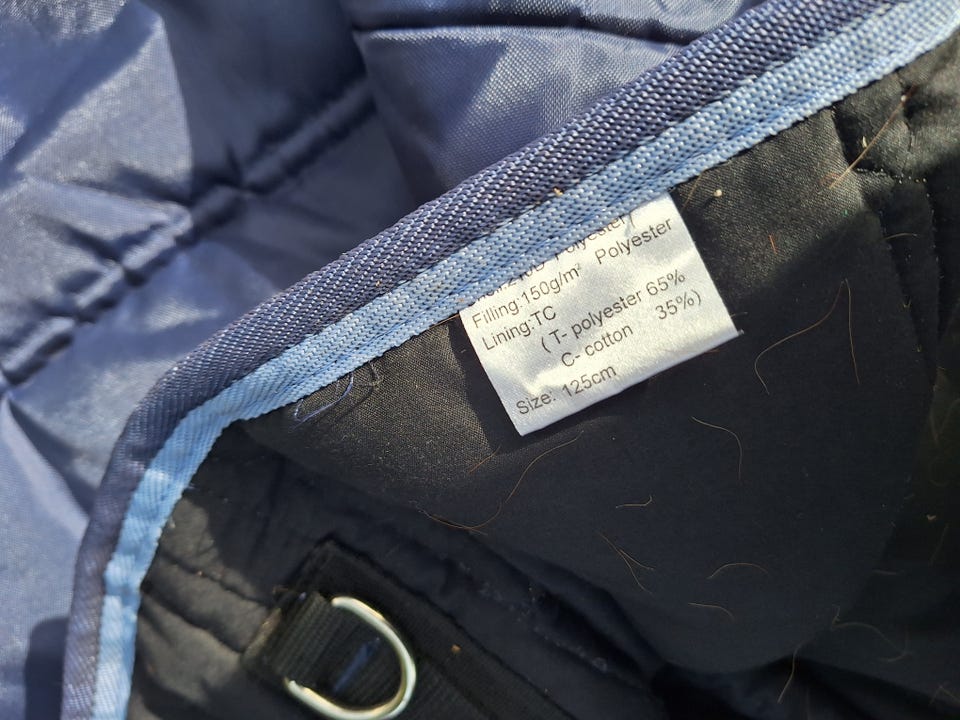 Polyester
Filling:150g/m² Polyester
Lining:TC
( T- polyester 65%
C- cotton 35%)
Size: 125cm